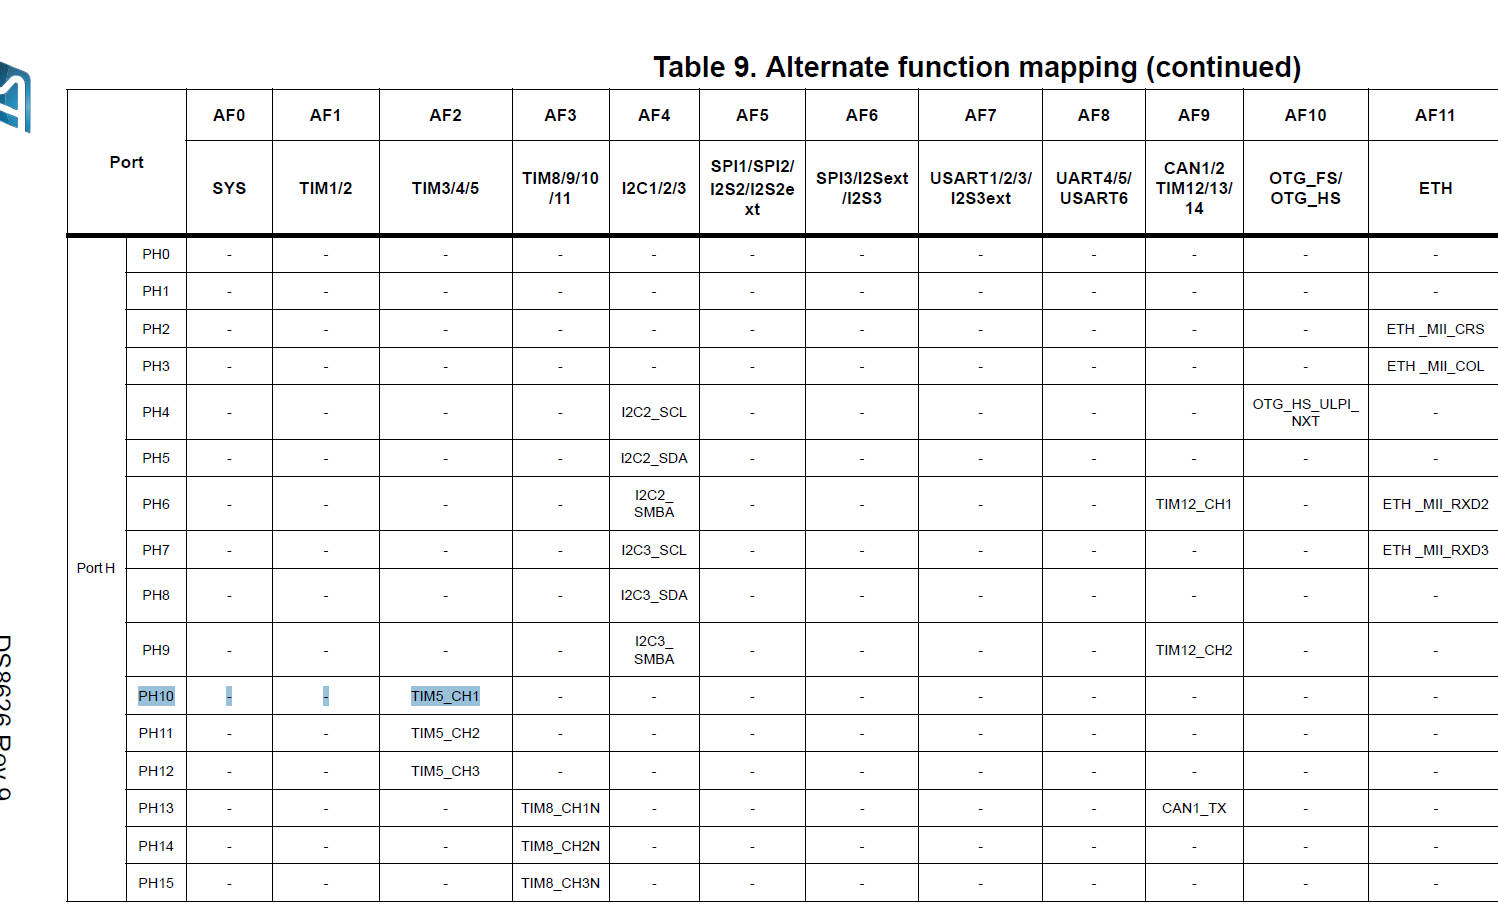 Table 9. Alternate function mapping (continued)
Port AF0 AF1 AF2 AF3 AF4 AF5 AF6 AF7 AF8 AF9 AF10 AF11
SYS TIM1/2 TIM3/4/5 TIM8/9/10 /11 I2C1/2/3 SPI1/SPI2/ I2S2/I2S2e xt SPI3/I2Sext /I2S3 USART1/2/3/ I2S3ext UART4/5/ USART6 CAN1/2 TIM12/13/ 14 OTG_FS/ OTG_HS ETH
Port H
PH0 - - - - - - - - - - - -
PH1 - - - - - - - - - - - -
PH2 - - - - - - - - - - - ETH _MII_CRS
PH3 - - - - - - - - - - - ETH _MII_COL
PH4 - - - - I2C2_SCL - - - - - OTG_HS_ULPI_ NXT -
PH5 - - - - I2C2_SDA - - - - - - -
PH6 - - - - I2C2_ SMBA - - - - TIM12_CH1 - ETH _MII_RXD2
PH7 - - - - I2C3_SCL - - - - - - ETH _MII_RXD3
PH8 - - - - I2C3_SDA - - - - - - -
PH9 - - - - I2C3_ SMBA - - - - TIM12_CH2 - -
PH10 - - TIM5_CH1 - - - - - - - - -
PH11 - - TIM5_CH2 - - - - - - - - -
PH12 - - TIM5_CH3 - - - - - - - - -
PH13 - - - TIM8_CH1N - - - - - CAN1_TX - -
PH14 - - - TIM8_CH2N - - - - - - - -
PH15 - - - TIM8_CH3N - - - - - - - -
DS8626 Rev 9